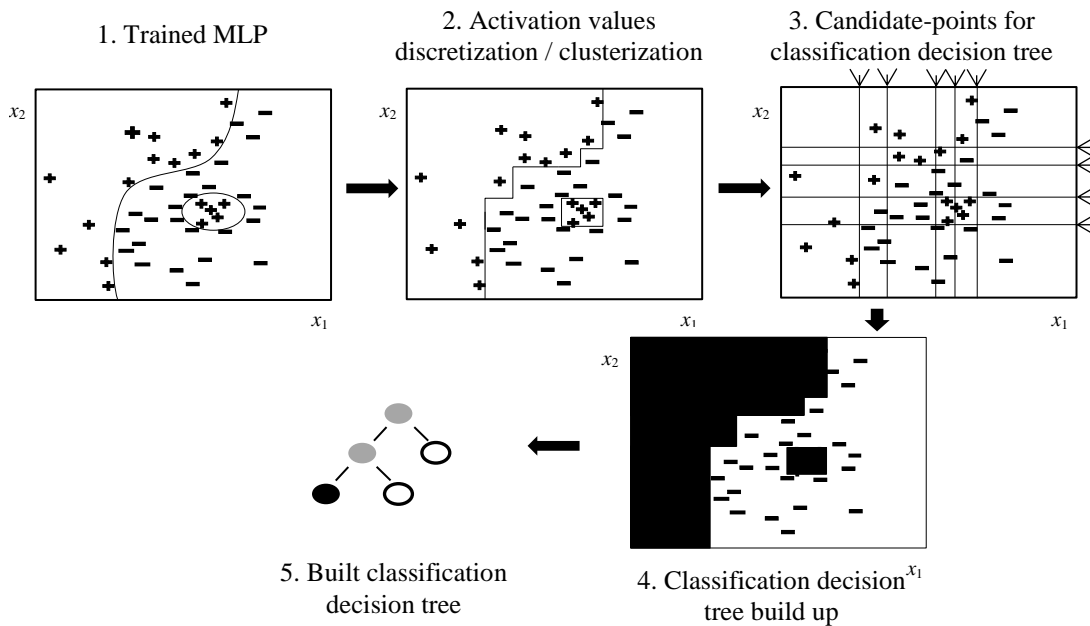 1. Trained MLP
2. Activation values
discretization / clusterization
3. Candidate-points for
classification decision tree
x₂
x₁
x₂
x₁
x₂
x₁
x₂
x₁
5. Built classification
decision tree
4. Classification decision
tree build up